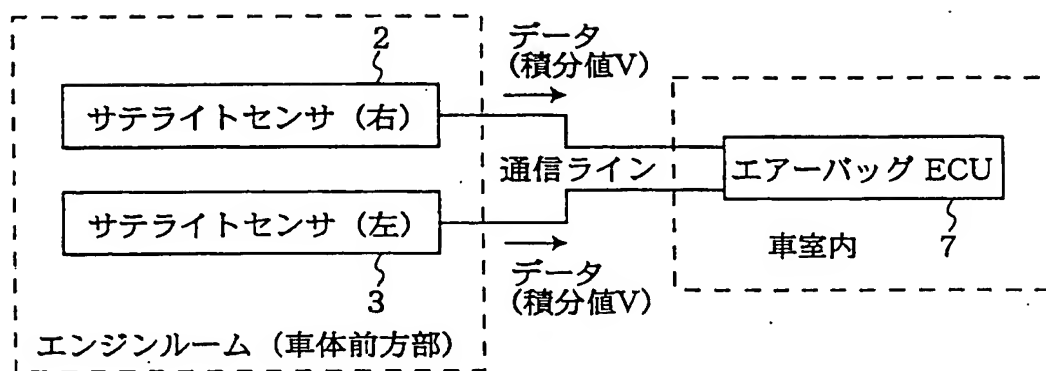 2
データ
(積分値V)
サテライトセンサ (右)
通信ライン
エアーバッグ ECU
サテライトセンサ (左)
車室内
7
3
データ
(積分値V)
エンジンルーム (車体前方部)